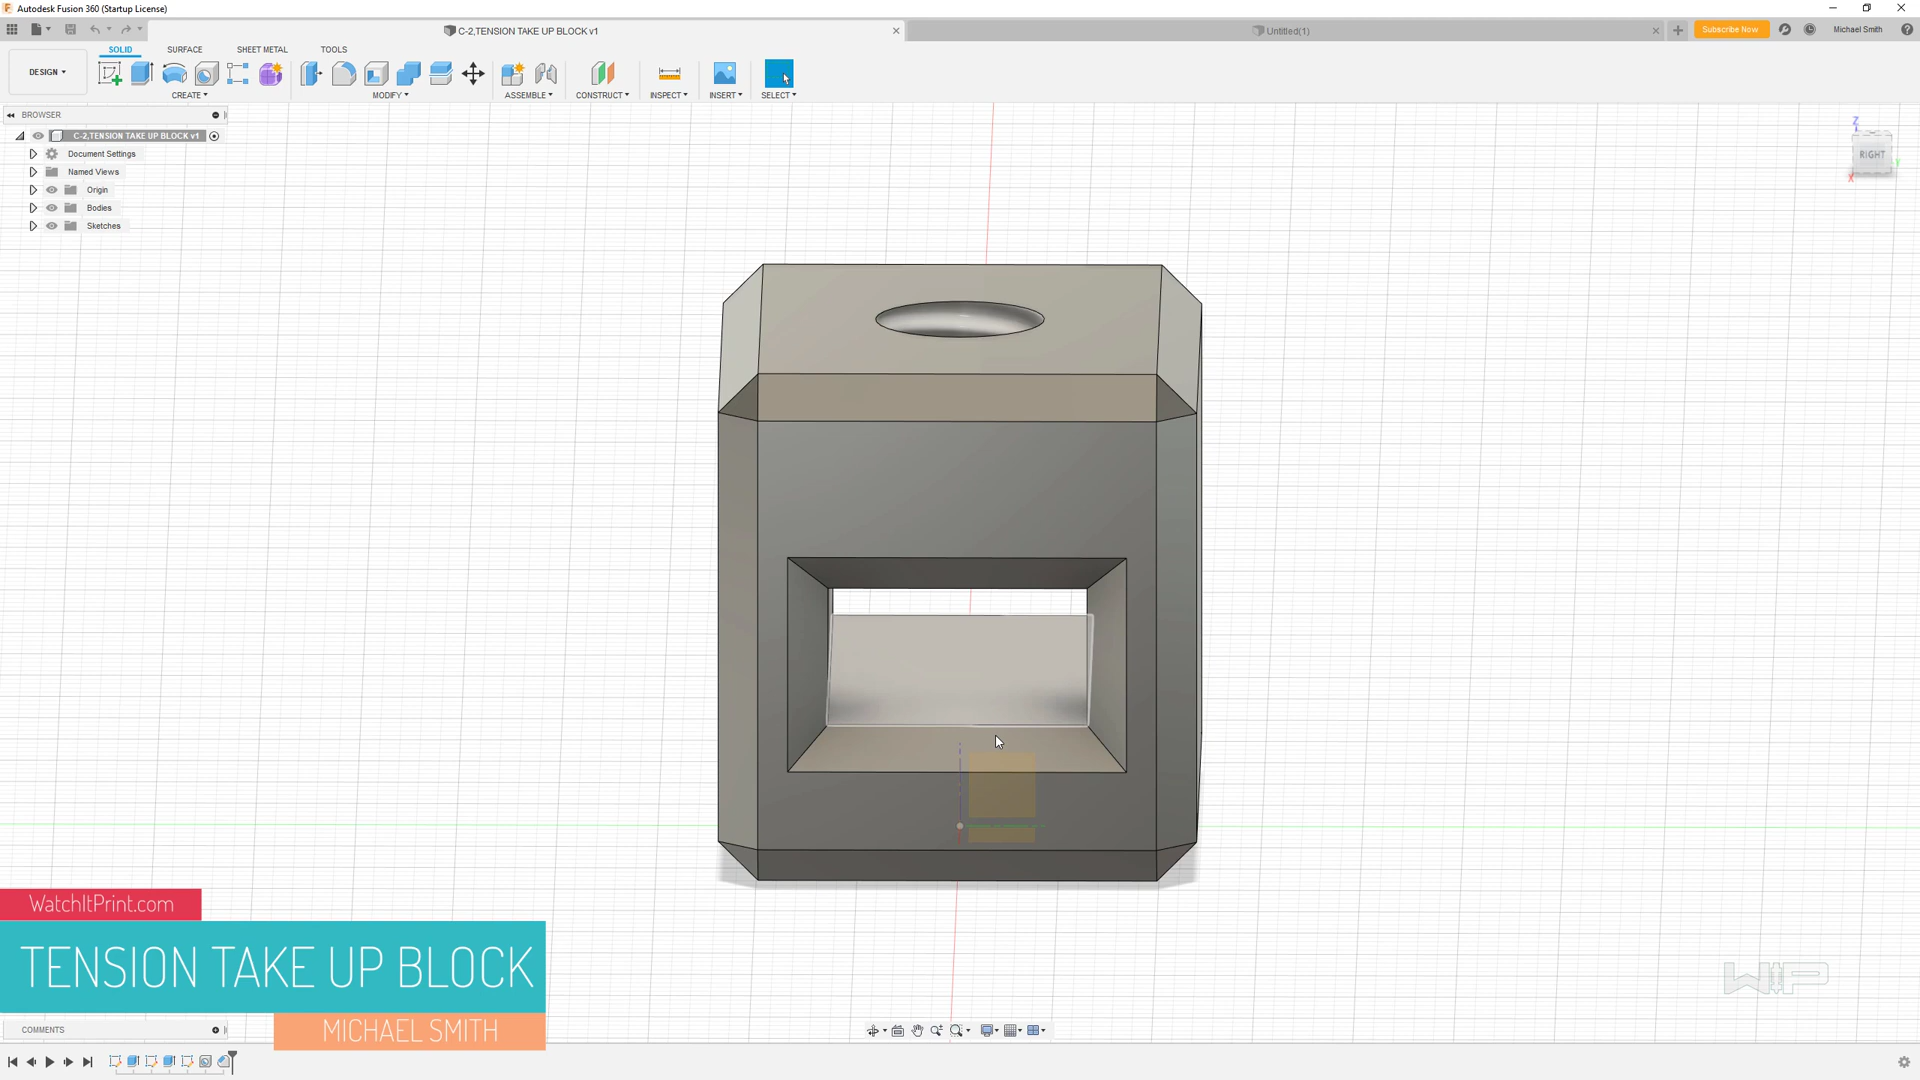 Autodesk Fusion 360 (Startup License)
C-2,TENSION TAKE UP BLOCK v1
Untitled(1)
Subscribe Now
Michael Smith
SOLID
SURFACE
SHEET METAL
TOOLS
DESIGN
CREATE
MODIFY
ASSEMBLE
CONSTRUCT
INSPECT
INSERT
SELECT
BROWSER
C-2,TENSION TAKE UP BLOCK v1
Document Settings
Named Views
Origin
Bodies
Sketches
Z
RIGHT
Y
X
WatchItPrint.com
TENSION TAKE UP BLOCK
MICHAEL SMITH
WitP
COMMENTS